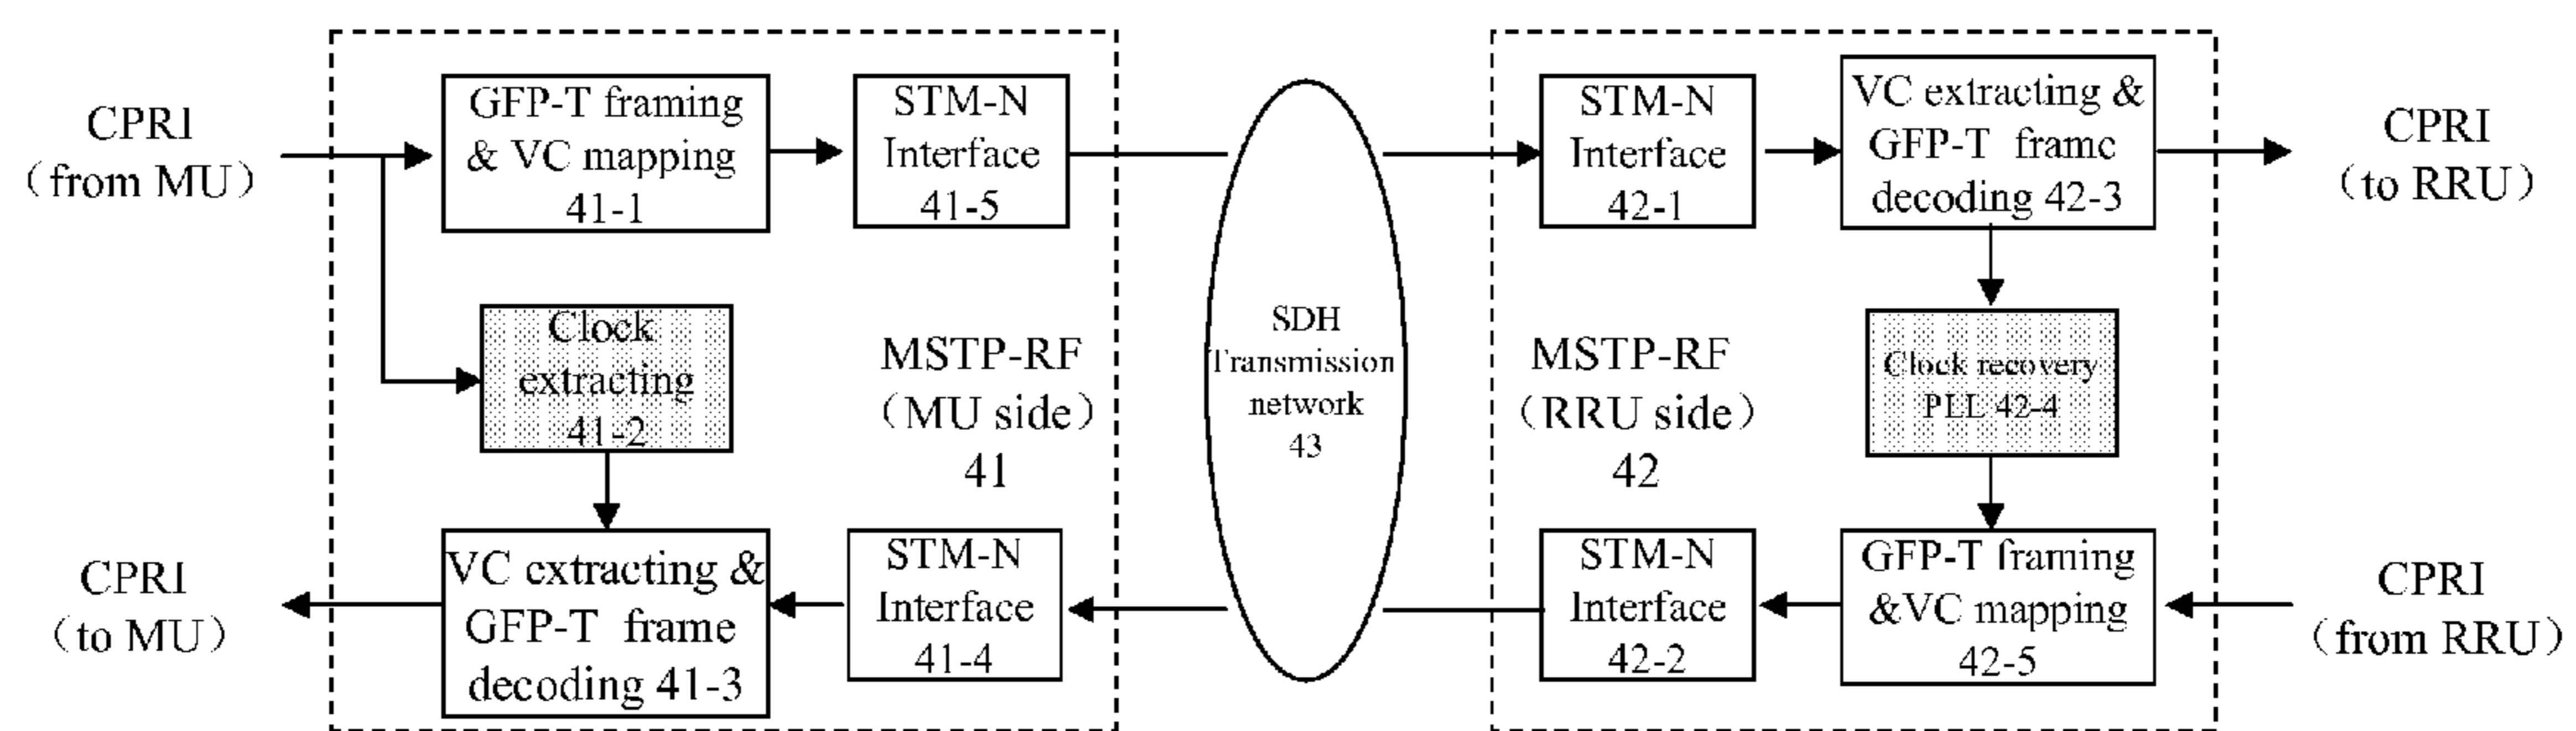 CPRI
（from MU）
GFP-T framing
& VC mapping
41-1
STM-N
Interface
41-5
STM-N
Interface
42-1
VC extracting &
GFP-T frame
decoding 42-3
CPRI
（to RRU）
Clock
extracting
41-2
MSTP-RF
（MU side）
41
SDH
Transmission
network
43
MSTP-RF
（RRU side）
42
Clock recovery
PLL 42-4
CPRI
（to MU）
VC extracting &
GFP-T frame
decoding 41-3
STM-N
Interface
41-4
STM-N
Interface
42-2
GFP-T framing
&VC mapping
42-5
CPRI
（from RRU）